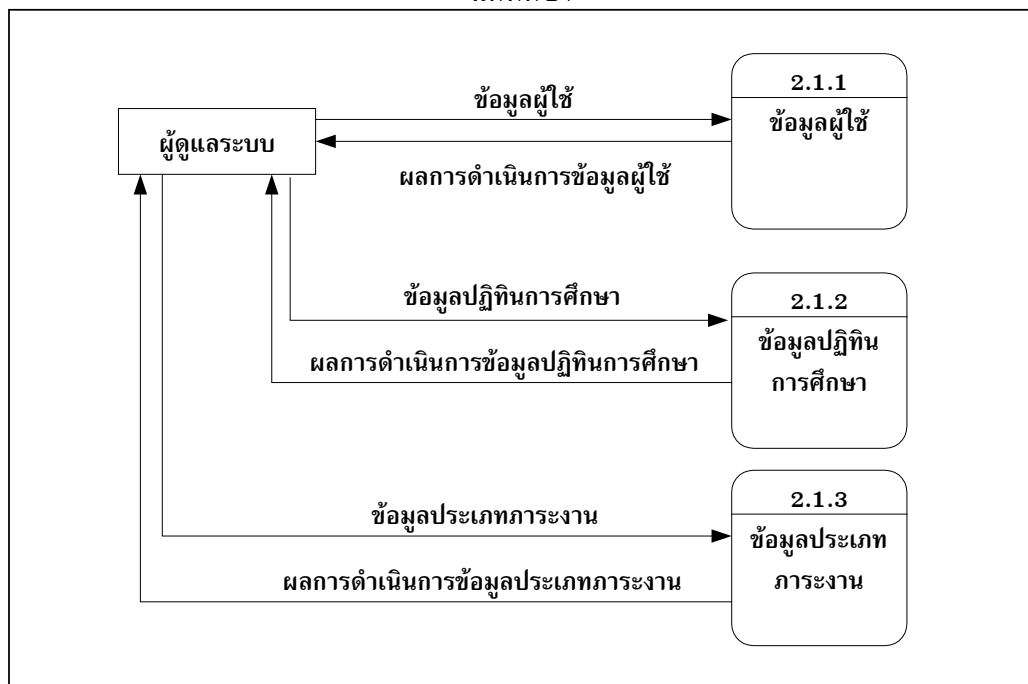 ข้อมูลผู้ใช้
2.1.1
ข้อมูลผู้ใช้
ผู้ดูแลระบบ
ผลการดำเนินการข้อมูลผู้ใช้
ข้อมูลปฏิทินการศึกษา
2.1.2
ข้อมูลปฏิทิน
การศึกษา
ผลการดำเนินการข้อมูลปฏิทินการศึกษา
2.1.3
ข้อมูลประเภทภาระงาน
ข้อมูลประเภท
ภาระงาน
ผลการดำเนินการข้อมูลประเภทภาระงาน